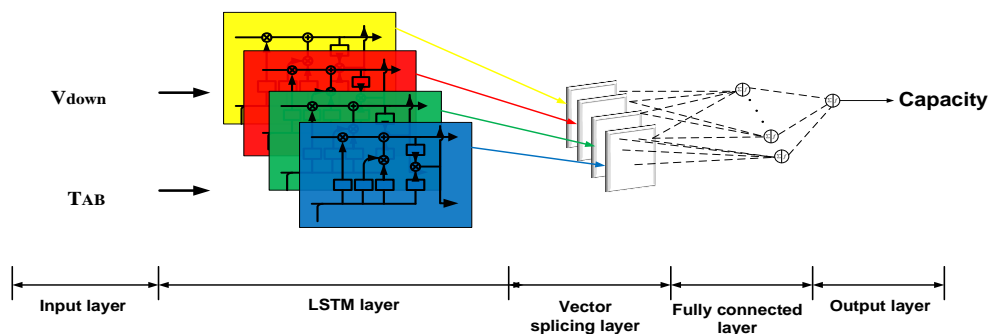 Vdown
TAB
Capacity
Input layer
LSTM layer
Vector
splicing layer
Fully connected
layer
Output layer